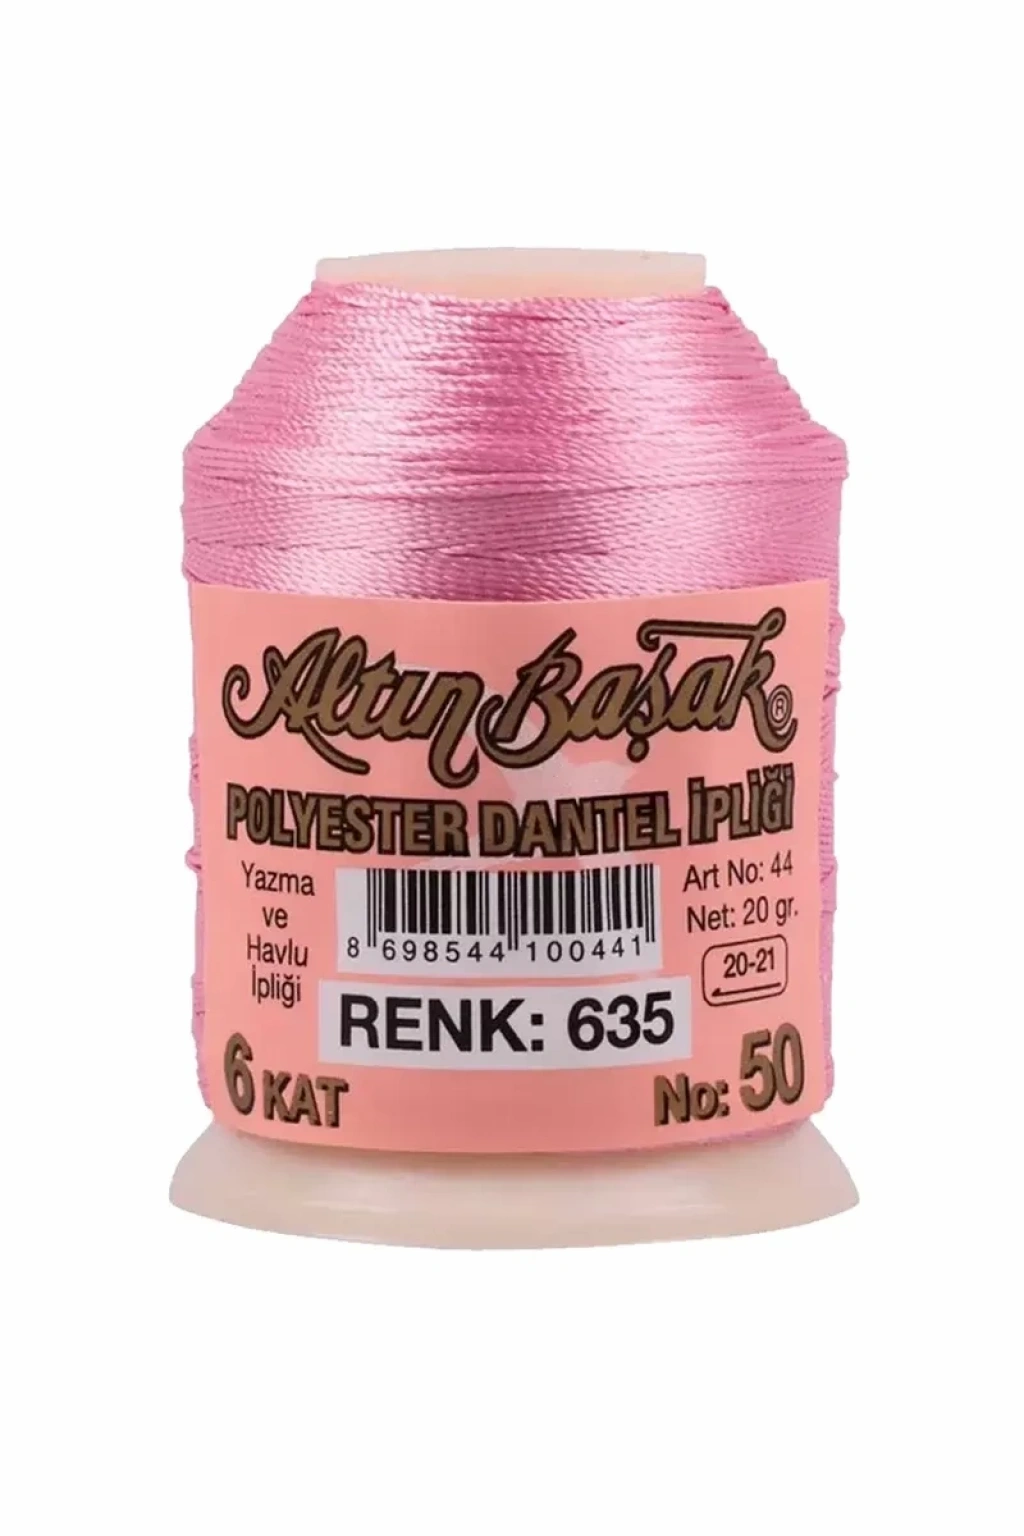 Altın Başak ®
POLYESTER DANTEL İPLİĞİ
Yazma
ve
Havlu
İpliği
8 698544 100441
Art No: 44
Net: 20 gr.
20-21
RENK: 635
6 KAT
No: 50